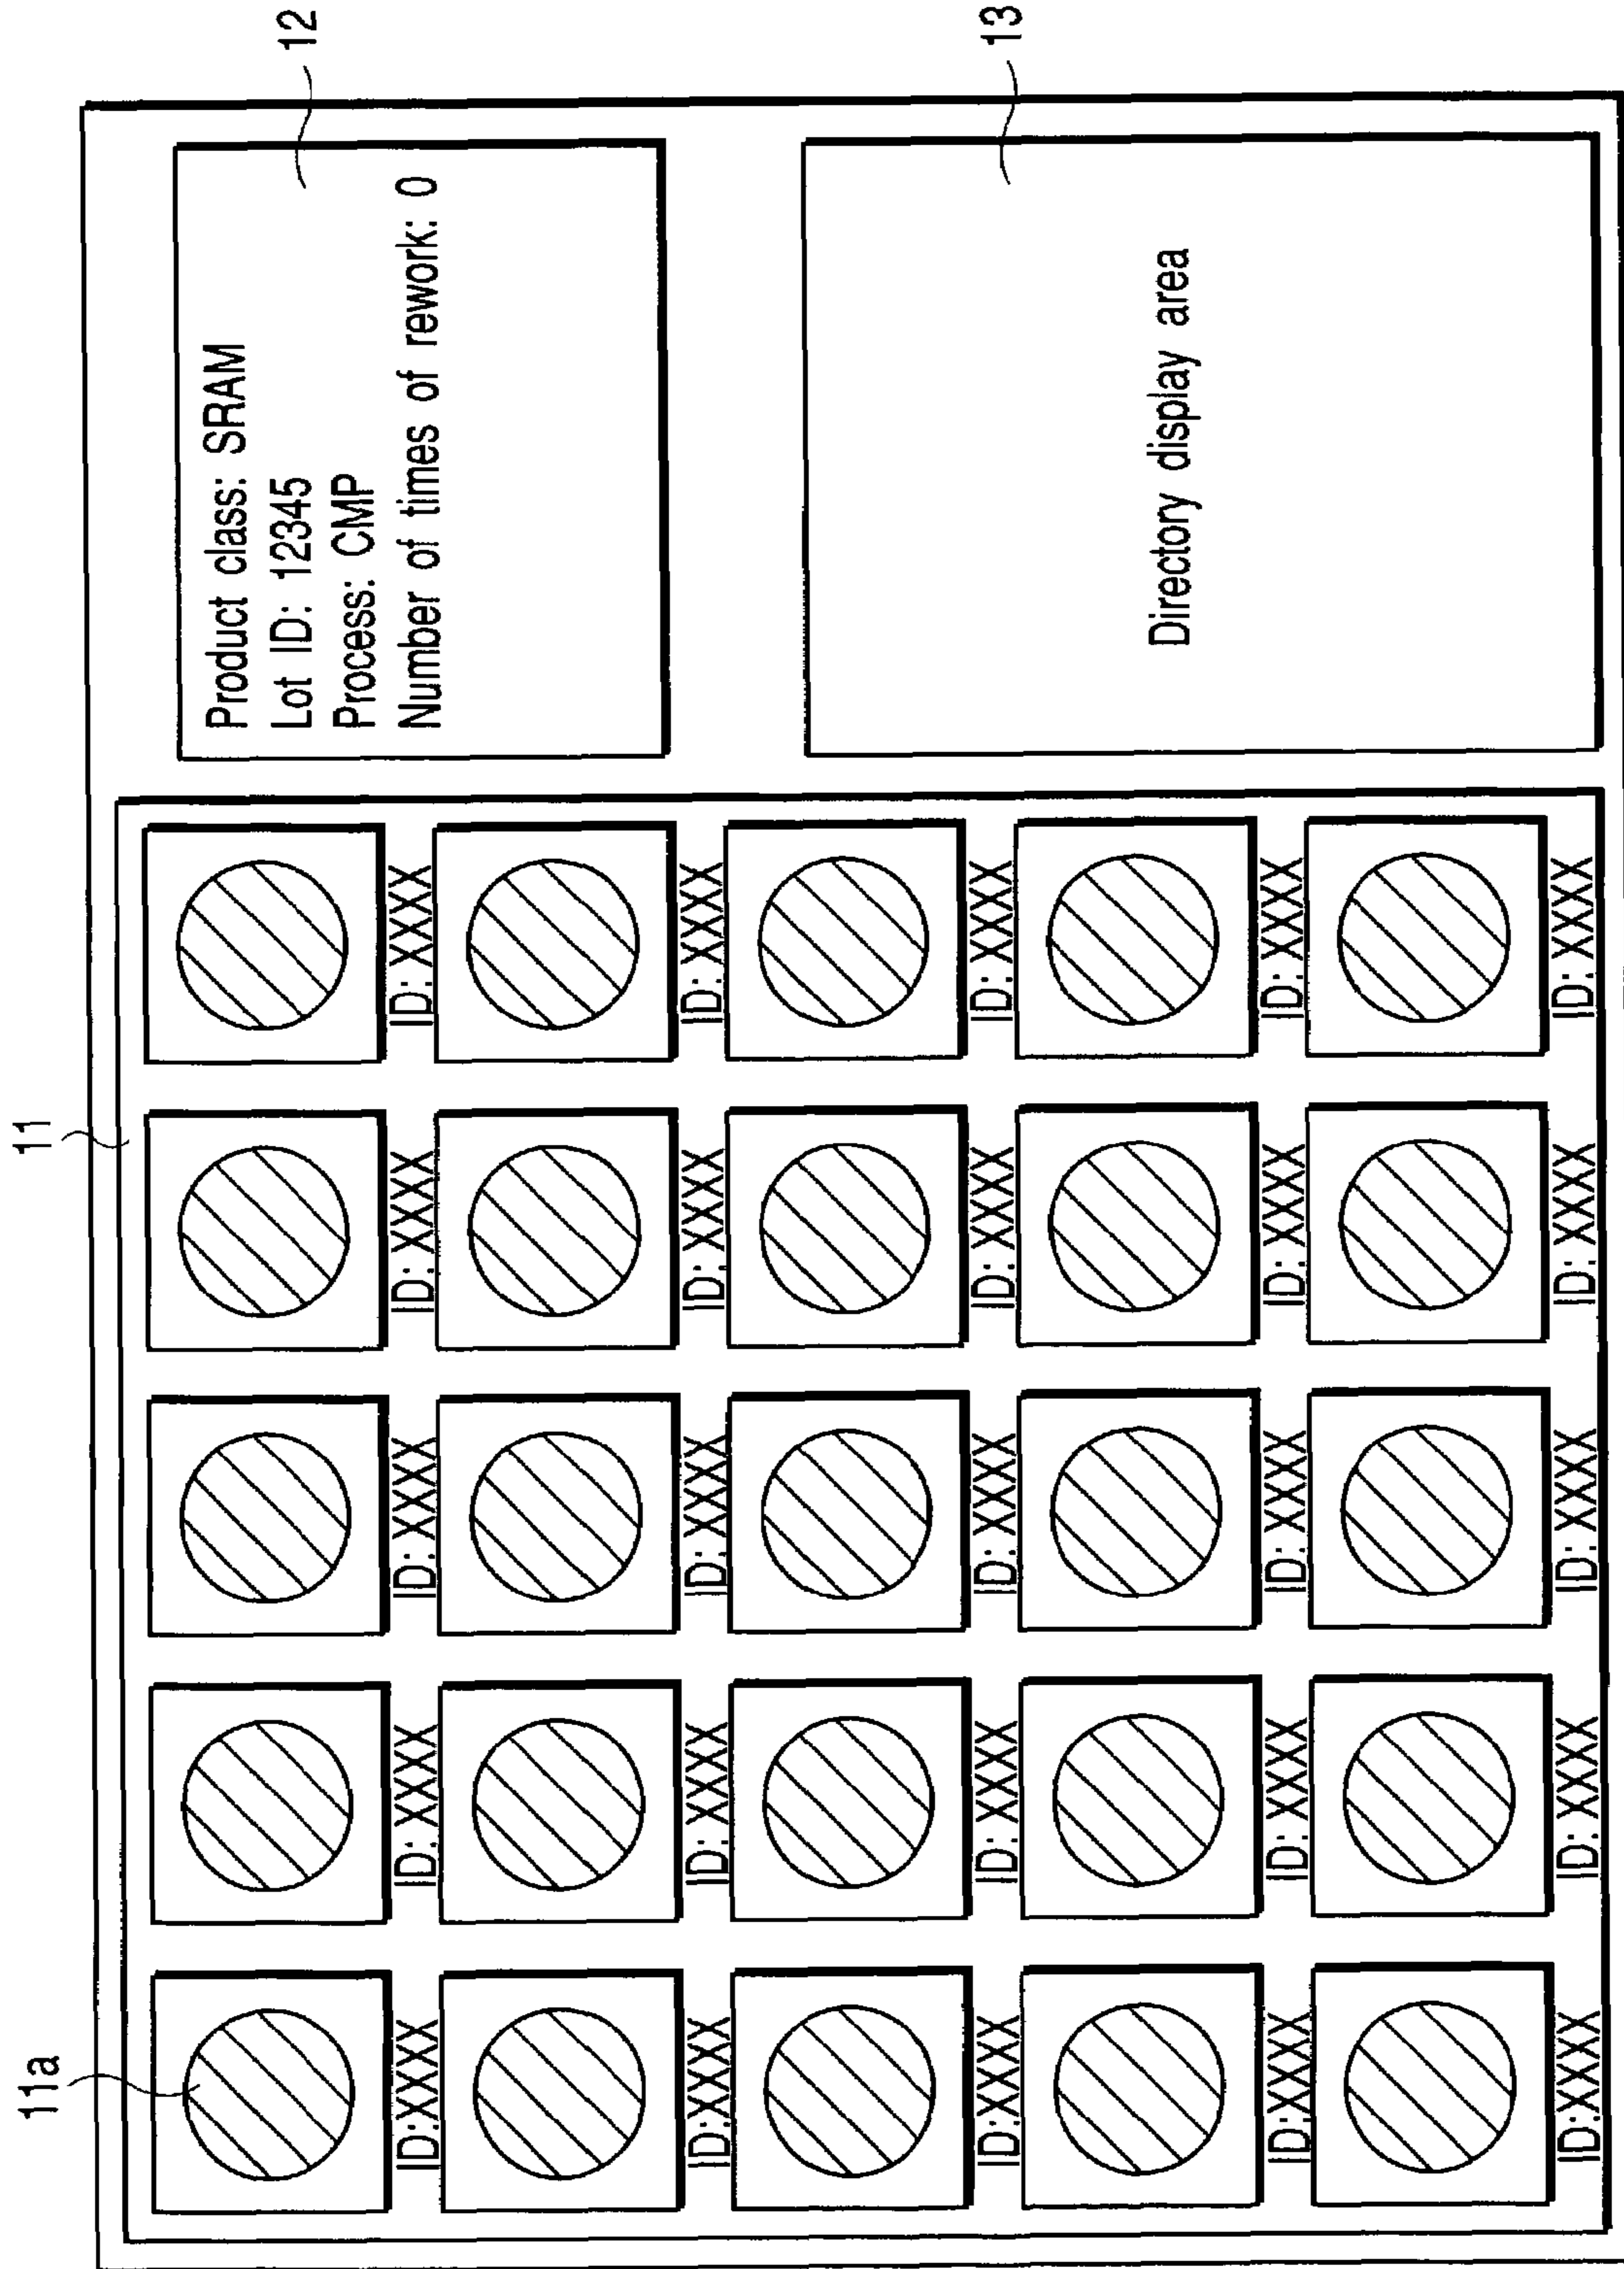 11a
11
12
Product class: SRAM
Lot ID: 12345
Process: CMP
Number of times of rework: 0
ID:XXXX ID: XXXX ID: XXXX ID: XXXX ID: XXXX
ID:XXXX ID: XXXX ID: XXXX ID: XXXX ID: XXXX
ID:XXXX ID: XXXX ID: XXXX ID: XXXX ID: XXXX
ID:XXXX ID: XXXX ID: XXXX ID: XXXX ID: XXXX
ID:XXXX ID: XXXX ID: XXXX ID: XXXX ID: XXXX
13
Directory display area